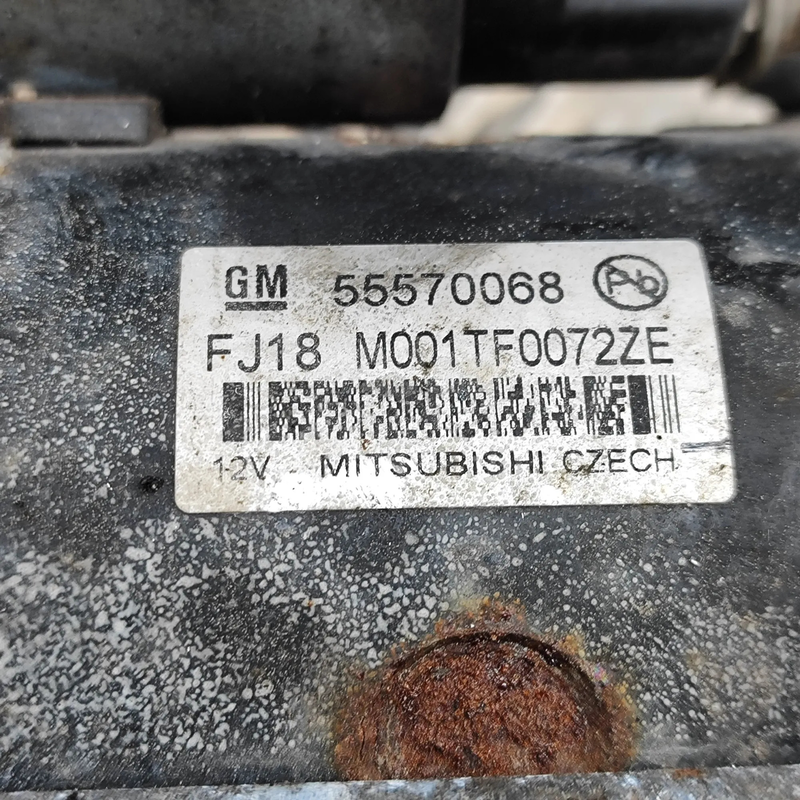 GM 55570068 Pb
FJ18 M001TF0072ZE
12V MITSUBISHI CZECH